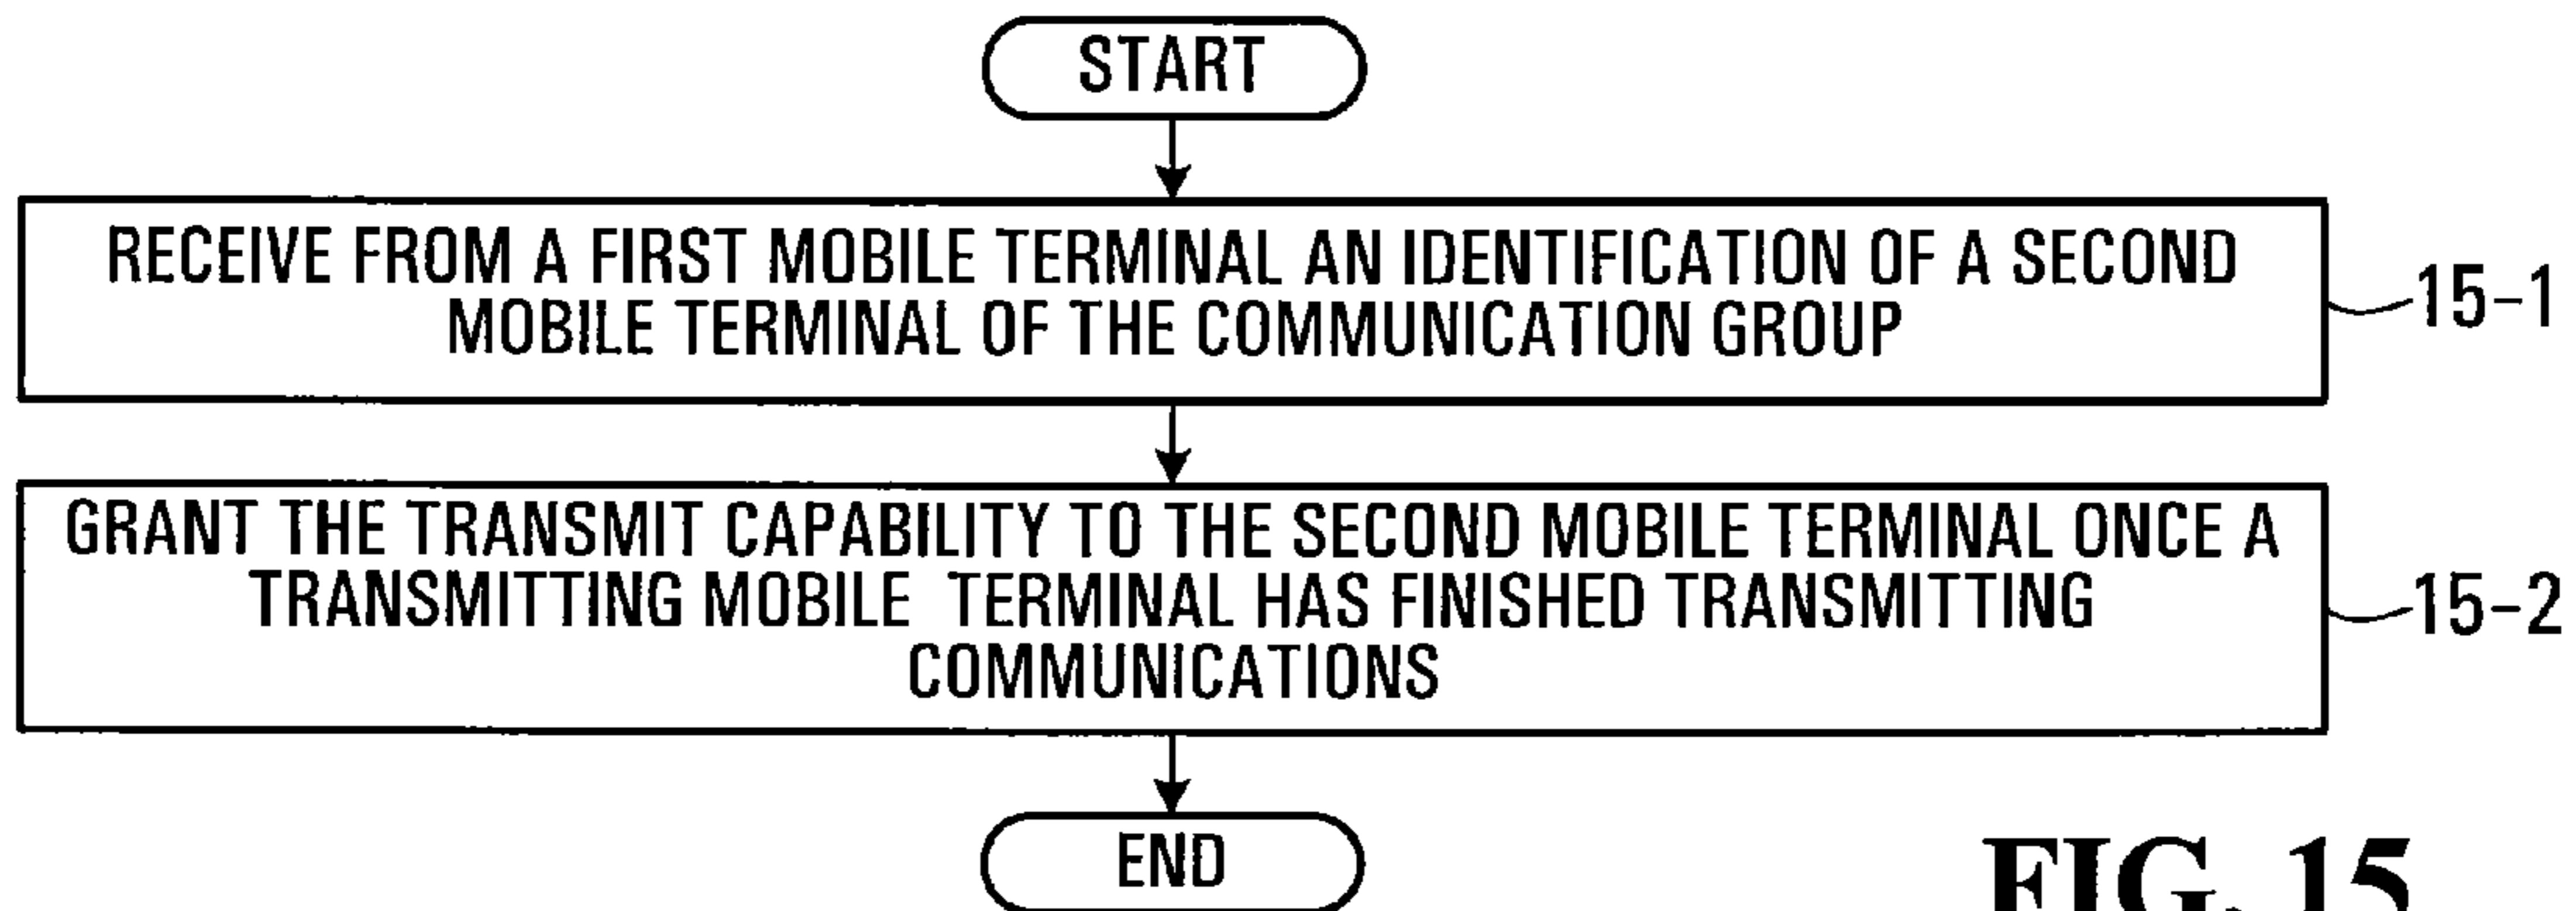 START
RECEIVE FROM A FIRST MOBILE TERMINAL AN IDENTIFICATION OF A SECOND
MOBILE TERMINAL OF THE COMMUNICATION GROUP
15-1
GRANT THE TRANSMIT CAPABILITY TO THE SECOND MOBILE TERMINAL ONCE A
TRANSMITTING MOBILE TERMINAL HAS FINISHED TRANSMITTING
COMMUNICATIONS
15-2
END
FIG. 15